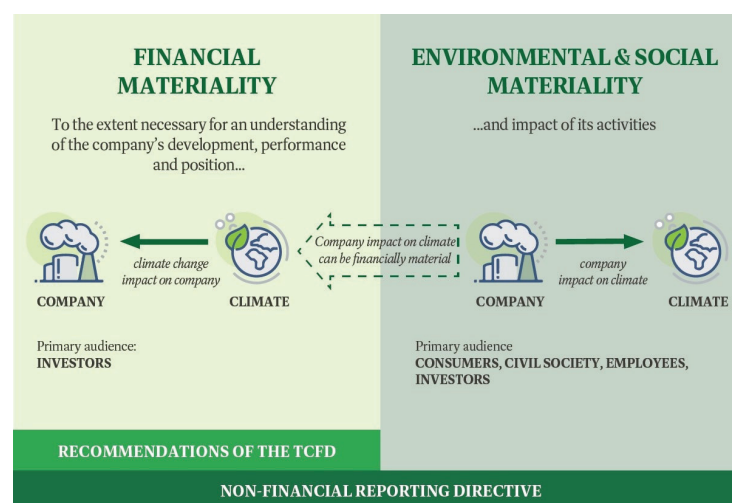 FINANCIAL
MATERIALITY
To the extent necessary for an understanding
of the company's development, performance
and position...
climate change
impact on company
COMPANY
CLIMATE
Primary audience:
INVESTORS
Company impact on climate
can be financially material
ENVIRONMENTAL & SOCIAL
MATERIALITY
...and impact of its activities
company
impact on climate
COMPANY
CLIMATE
Primary audience
CONSUMERS, CIVIL SOCIETY, EMPLOYEES,
INVESTORS
RECOMMENDATIONS OF THE TCFD
NON-FINANCIAL REPORTING DIRECTIVE